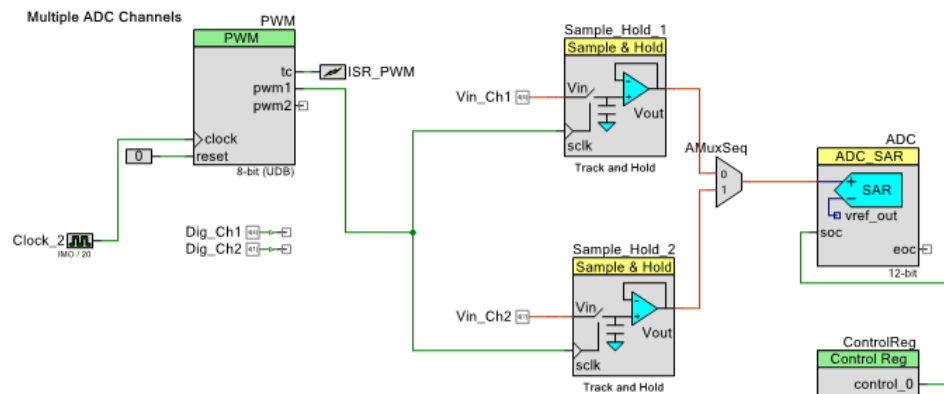 Multiple ADC Channels
PWM
PWM
tc
ISR_PWM
pwm1
pwm2
clock
0
reset
8-bit (UDB)
Clock_2
IMO / 20
Dig_Ch1
Dig_Ch2
Sample_Hold_1
Sample & Hold
Vin_Ch1
Vin
Vout
sclk
Track and Hold
Sample_Hold_2
Sample & Hold
Vin_Ch2
Vin
Vout
sclk
Track and Hold
AMuxSeq
0
1
ADC
ADC_SAR
+
SAR
vref_out
soc
eoc
12-bit
ControlReg
Control Reg
control_0